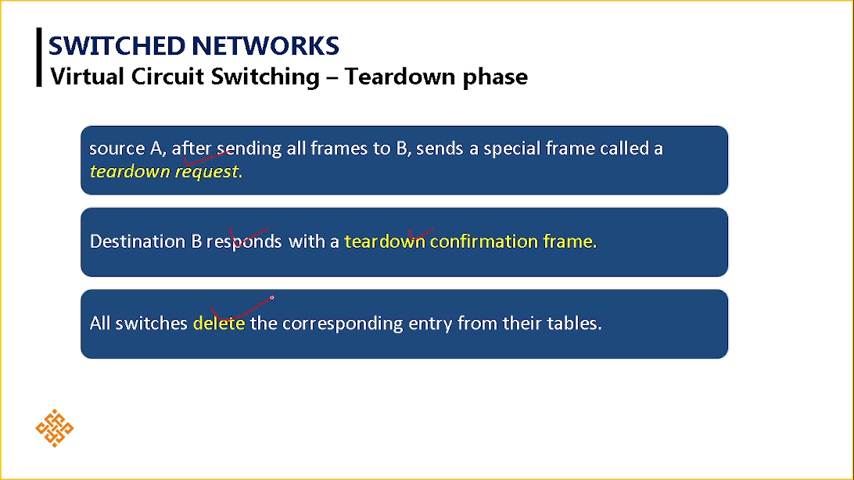 SWITCHED NETWORKS
Virtual Circuit Switching – Teardown phase
source A, after sending all frames to B, sends a special frame called a
teardown request.
Destination B responds with a teardown confirmation frame.
All switches delete the corresponding entry from their tables.